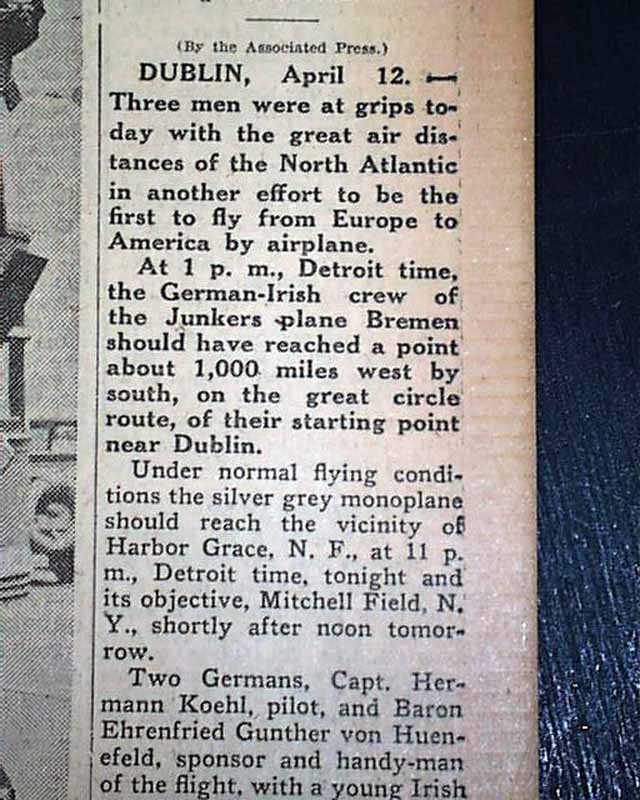 (By the Associated Press.)
DUBLIN, April 12. —
Three men were at grips to-
day with the great air dis-
tances of the North Atlantic
in another effort to be the
first to fly from Europe to
America by airplane.
At 1 p. m., Detroit time,
the German-Irish crew of
the Junkers plane Bremen
should have reached a point
about 1,000 miles west by
south, on the great circle
route, of their starting point
near Dublin.
Under normal flying condi-
tions the silver grey monoplane
should reach the vicinity of
Harbor Grace, N. F., at 11 p.
m., Detroit time, tonight and
its objective, Mitchell Field, N.
Y., shortly after noon tomor-
row.
Two Germans, Capt. Her-
mann Koehl, pilot, and Baron
Ehrenfried Gunther von Huen-
efeld, sponsor and handy-man
of the flight, with a young Irish